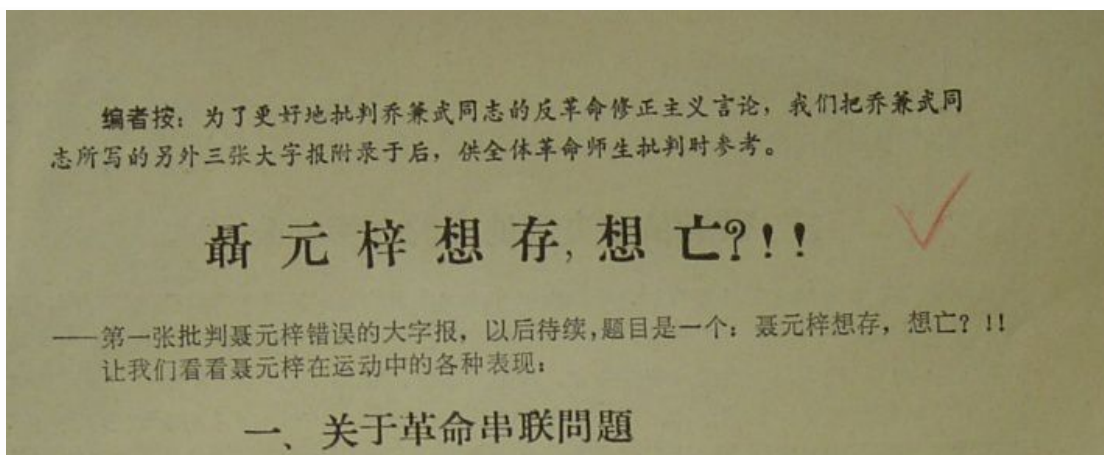 编者按：为了更好地批判乔兼武同志的反革命修正主义言论，我们把乔兼武同
志所写的另外三张大字报附录于后，供全体革命师生批判时参考。
聶元梓想存，想亡？！！
——第一张批判聂元梓错误的大字报，以后待续，题目是一个：聂元梓想存，想亡？！！
让我们看看聂元梓在运动中的各种表现：
一、关于革命串联問題